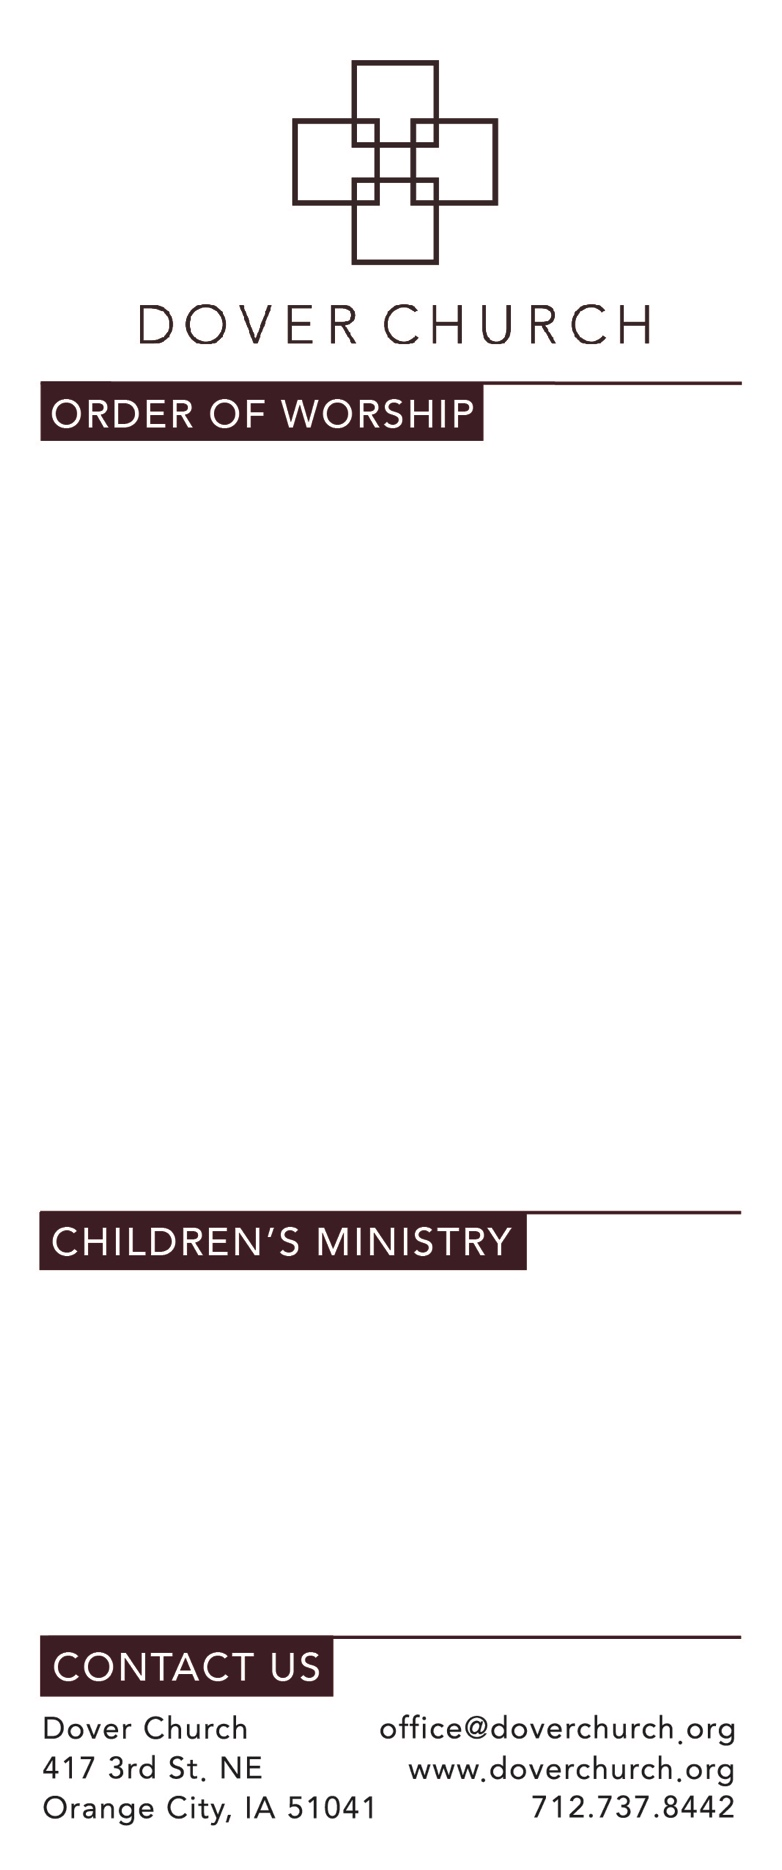 DOVER CHURCH
ORDER OF WORSHIP
CHILDREN’S MINISTRY
CONTACT US
Dover Church
417 3rd St. NE
Orange City, IA 51041
office@doverchurch.org
www.doverchurch.org
712.737.8442